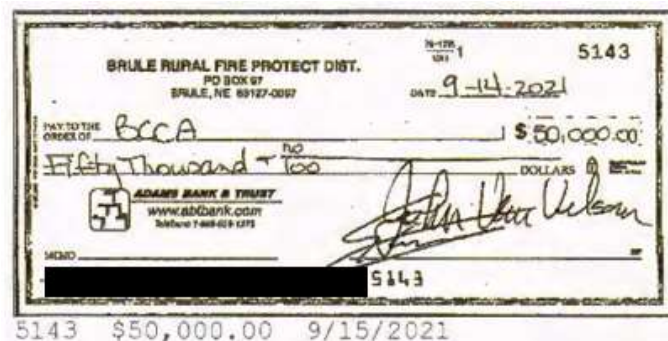 BRULE RURAL FIRE PROTECT DIST.
PO BOX 97
BRULE, NE 69127-0097
5143
DATE 9-14-2021
PAY TO THE
ORDER OF BCCA $ 50,000.00
Fifty Thousand + no/100 DOLLARS
ADAMS BANK & TRUST
www.abtbank.com
MEMO
5143
5143 $50,000.00 9/15/2021